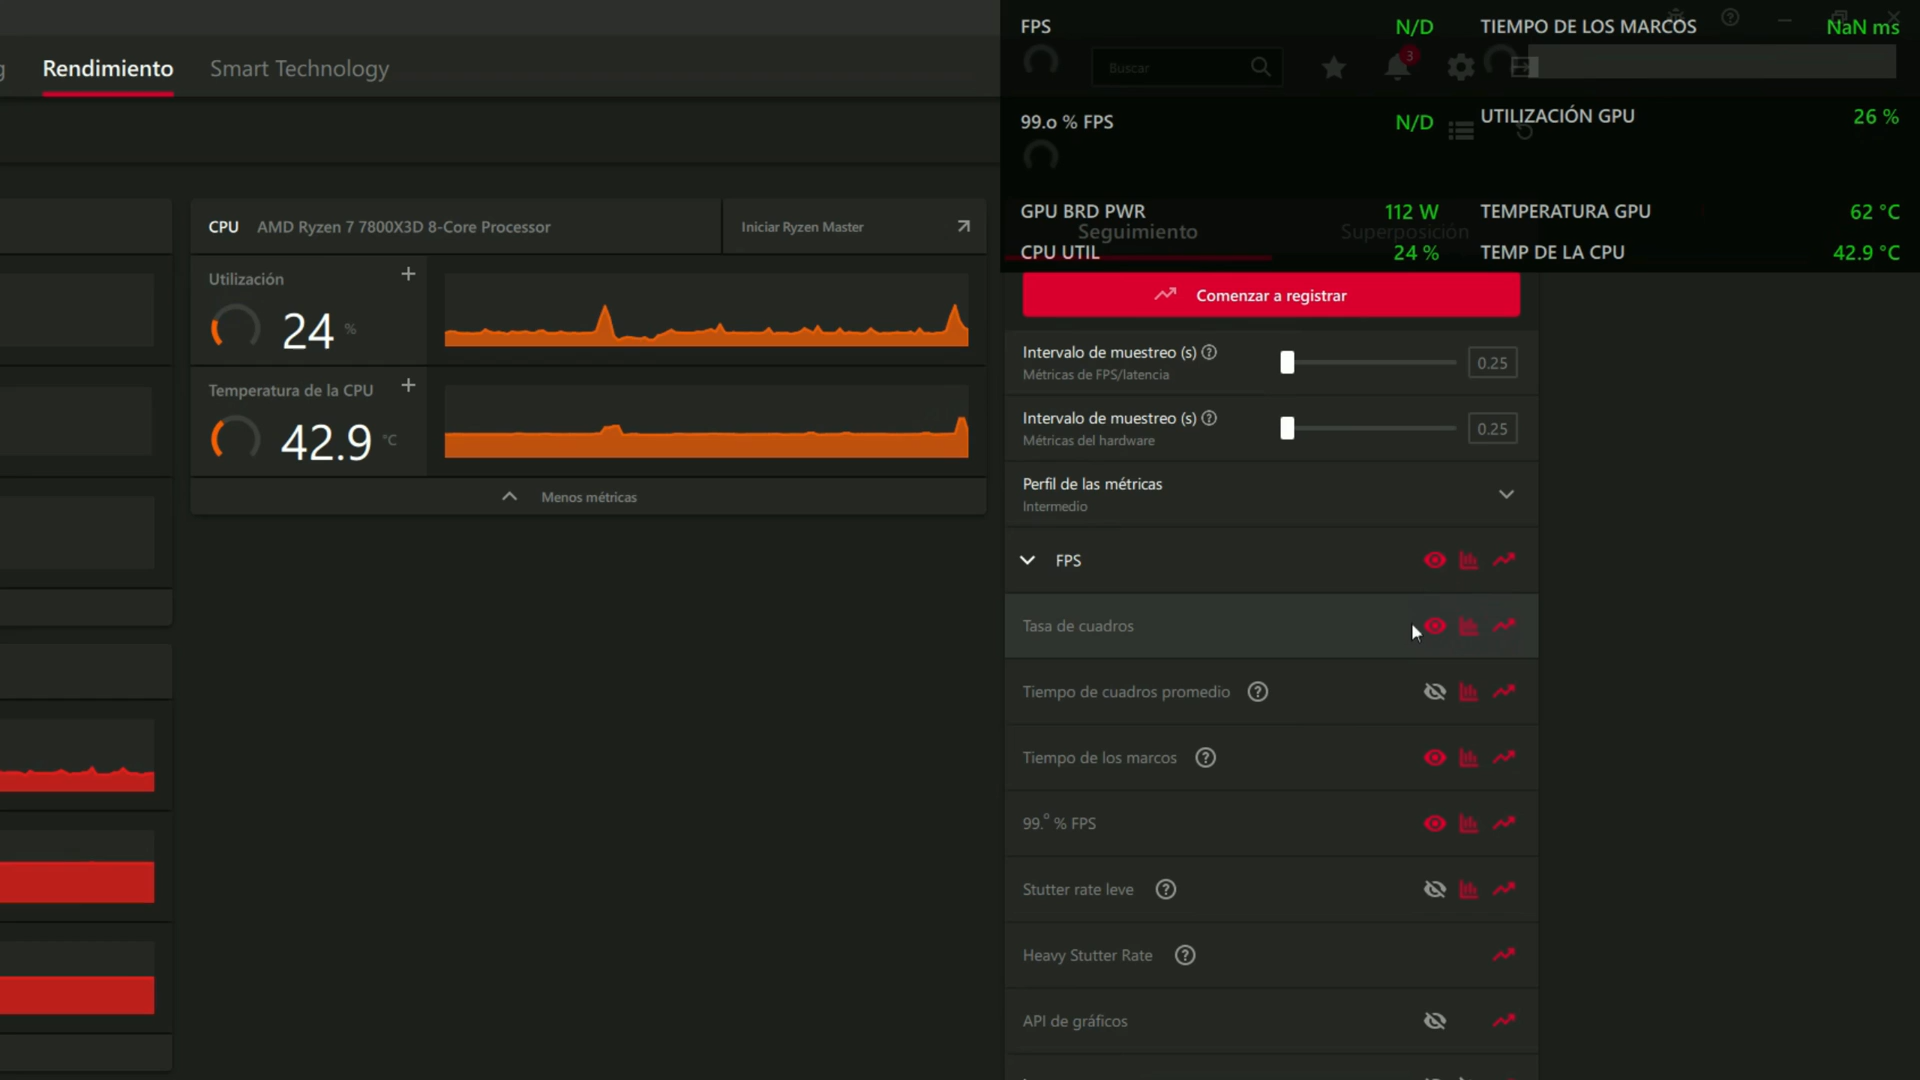 Rendimiento
Smart Technology
FPS
N/D
TIEMPO DE LOS MARCOS
NaN ms
Buscar
3
99.o % FPS
N/D
UTILIZACIÓN GPU
26 %
GPU BRD PWR
112 W
TEMPERATURA GPU
62 °C
Seguimiento
Superposición
CPU UTIL
24 %
TEMP DE LA CPU
42.9 °C
CPU AMD Ryzen 7 7800X3D 8-Core Processor
Iniciar Ryzen Master
Utilización
24 %
Temperatura de la CPU
42.9 °C
Menos métricas
Comenzar a registrar
Intervalo de muestreo (s)
Métricas de FPS/latencia
0.25
Intervalo de muestreo (s)
Métricas del hardware
0.25
Perfil de las métricas
Intermedio
FPS
Tasa de cuadros
Tiempo de cuadros promedio
Tiempo de los marcos
99.° % FPS
Stutter rate leve
Heavy Stutter Rate
API de gráficos